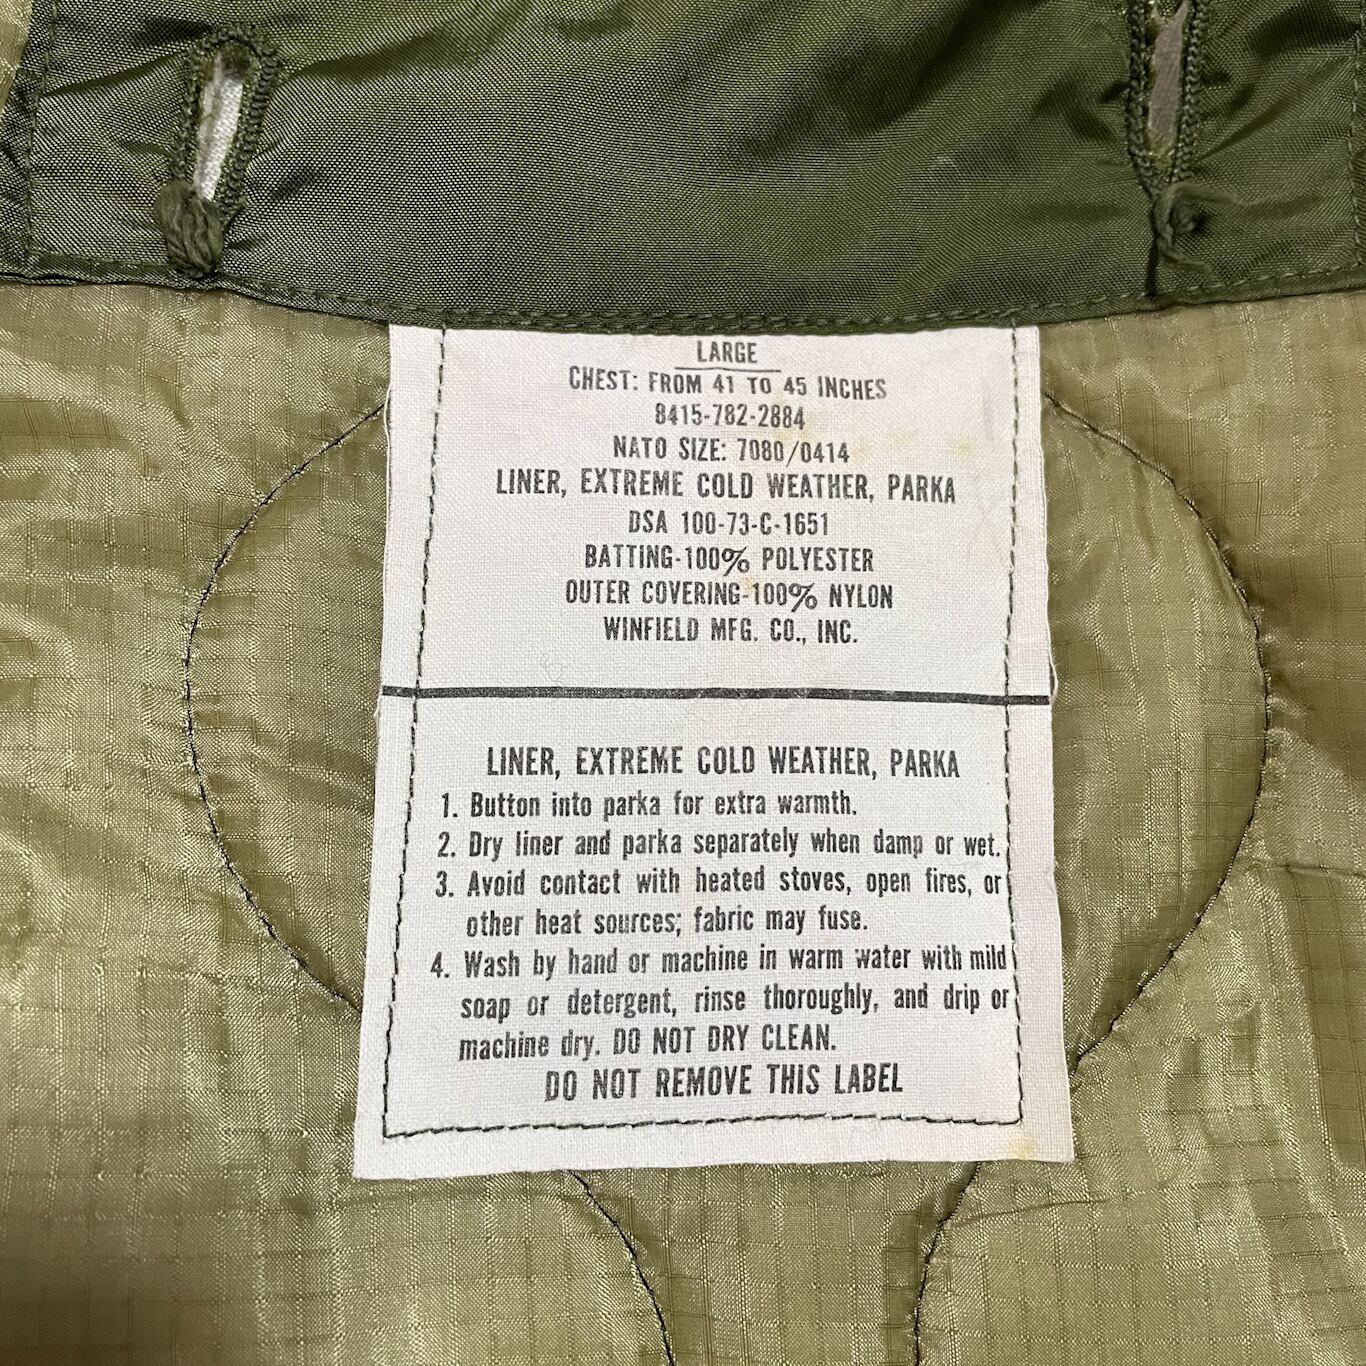 LARGE
CHEST: FROM 41 TO 45 INCHES
8415-782-2884
NATO SIZE: 7080/0414
LINER, EXTREME COLD WEATHER, PARKA
DSA 100-73-C-1651
BATTING-100% POLYESTER
OUTER COVERING-100% NYLON
WINFIELD MFG. CO., INC.
LINER, EXTREME COLD WEATHER, PARKA
1. Button into parka for extra warmth.
2. Dry liner and parka separately when damp or wet.
3. Avoid contact with heated stoves, open fires, or
other heat sources; fabric may fuse.
4. Wash by hand or machine in warm water with mild
soap or detergent, rinse thoroughly, and drip or
machine dry. DO NOT DRY CLEAN.
DO NOT REMOVE THIS LABEL